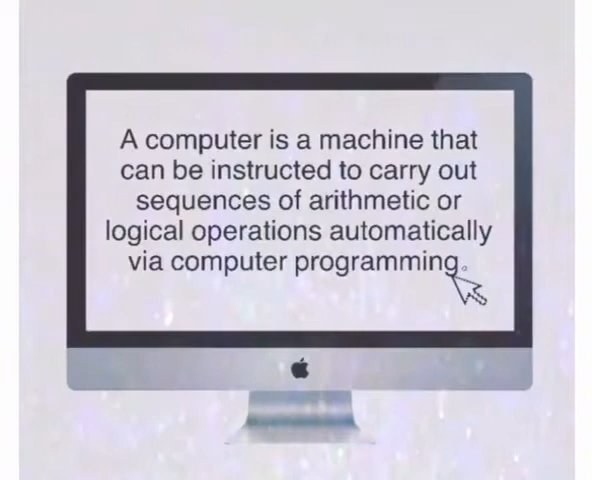 A computer is a machine that
can be instructed to carry out
sequences of arithmetic or
logical operations automatically
via computer programming.